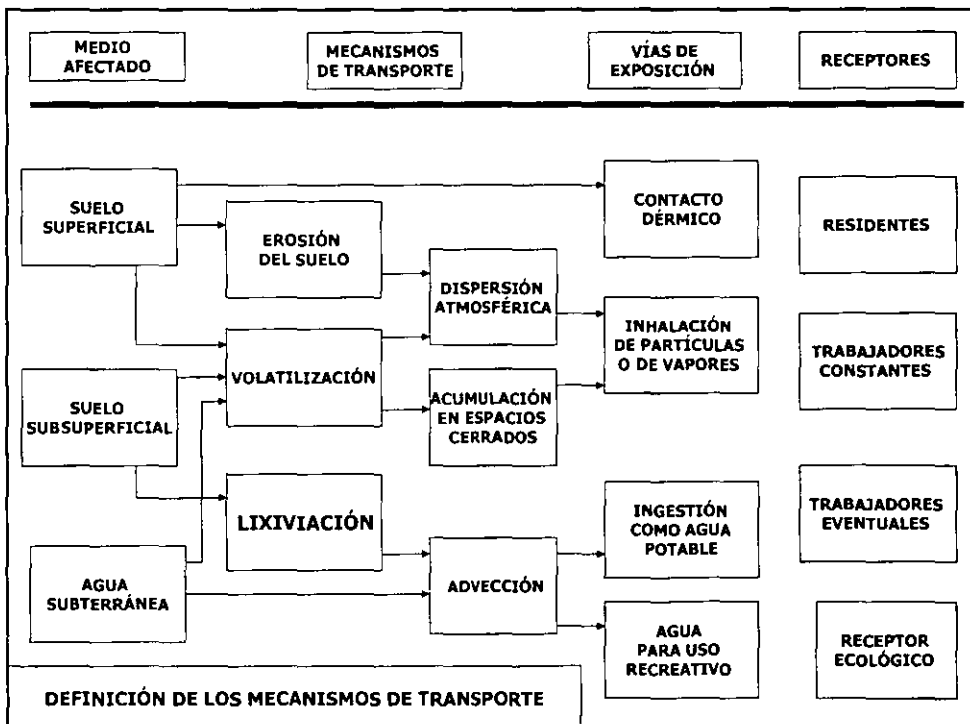 MEDIO
AFECTADO
MECANISMOS
DE TRANSPORTE
VÍAS DE
EXPOSICIÓN
RECEPTORES
SUELO
SUPERFICIAL
EROSIÓN
DEL SUELO
DISPERSIÓN
ATMOSFÉRICA
CONTACTO
DÉRMICO
RESIDENTES
VOLATILIZACIÓN
INHALACIÓN
DE PARTÍCULAS
O DE VAPORES
TRABAJADORES
CONSTANTES
SUELO
SUBSUPERFICIAL
ACUMULACIÓN
EN ESPACIOS
CERRADOS
LIXIVIACIÓN
INGESTIÓN
COMO AGUA
POTABLE
TRABAJADORES
EVENTUALES
AGUA
SUBTERRÁNEA
ADVECCIÓN
AGUA
PARA USO
RECREATIVO
RECEPTOR
ECOLÓGICO
DEFINICIÓN DE LOS MECANISMOS DE TRANSPORTE